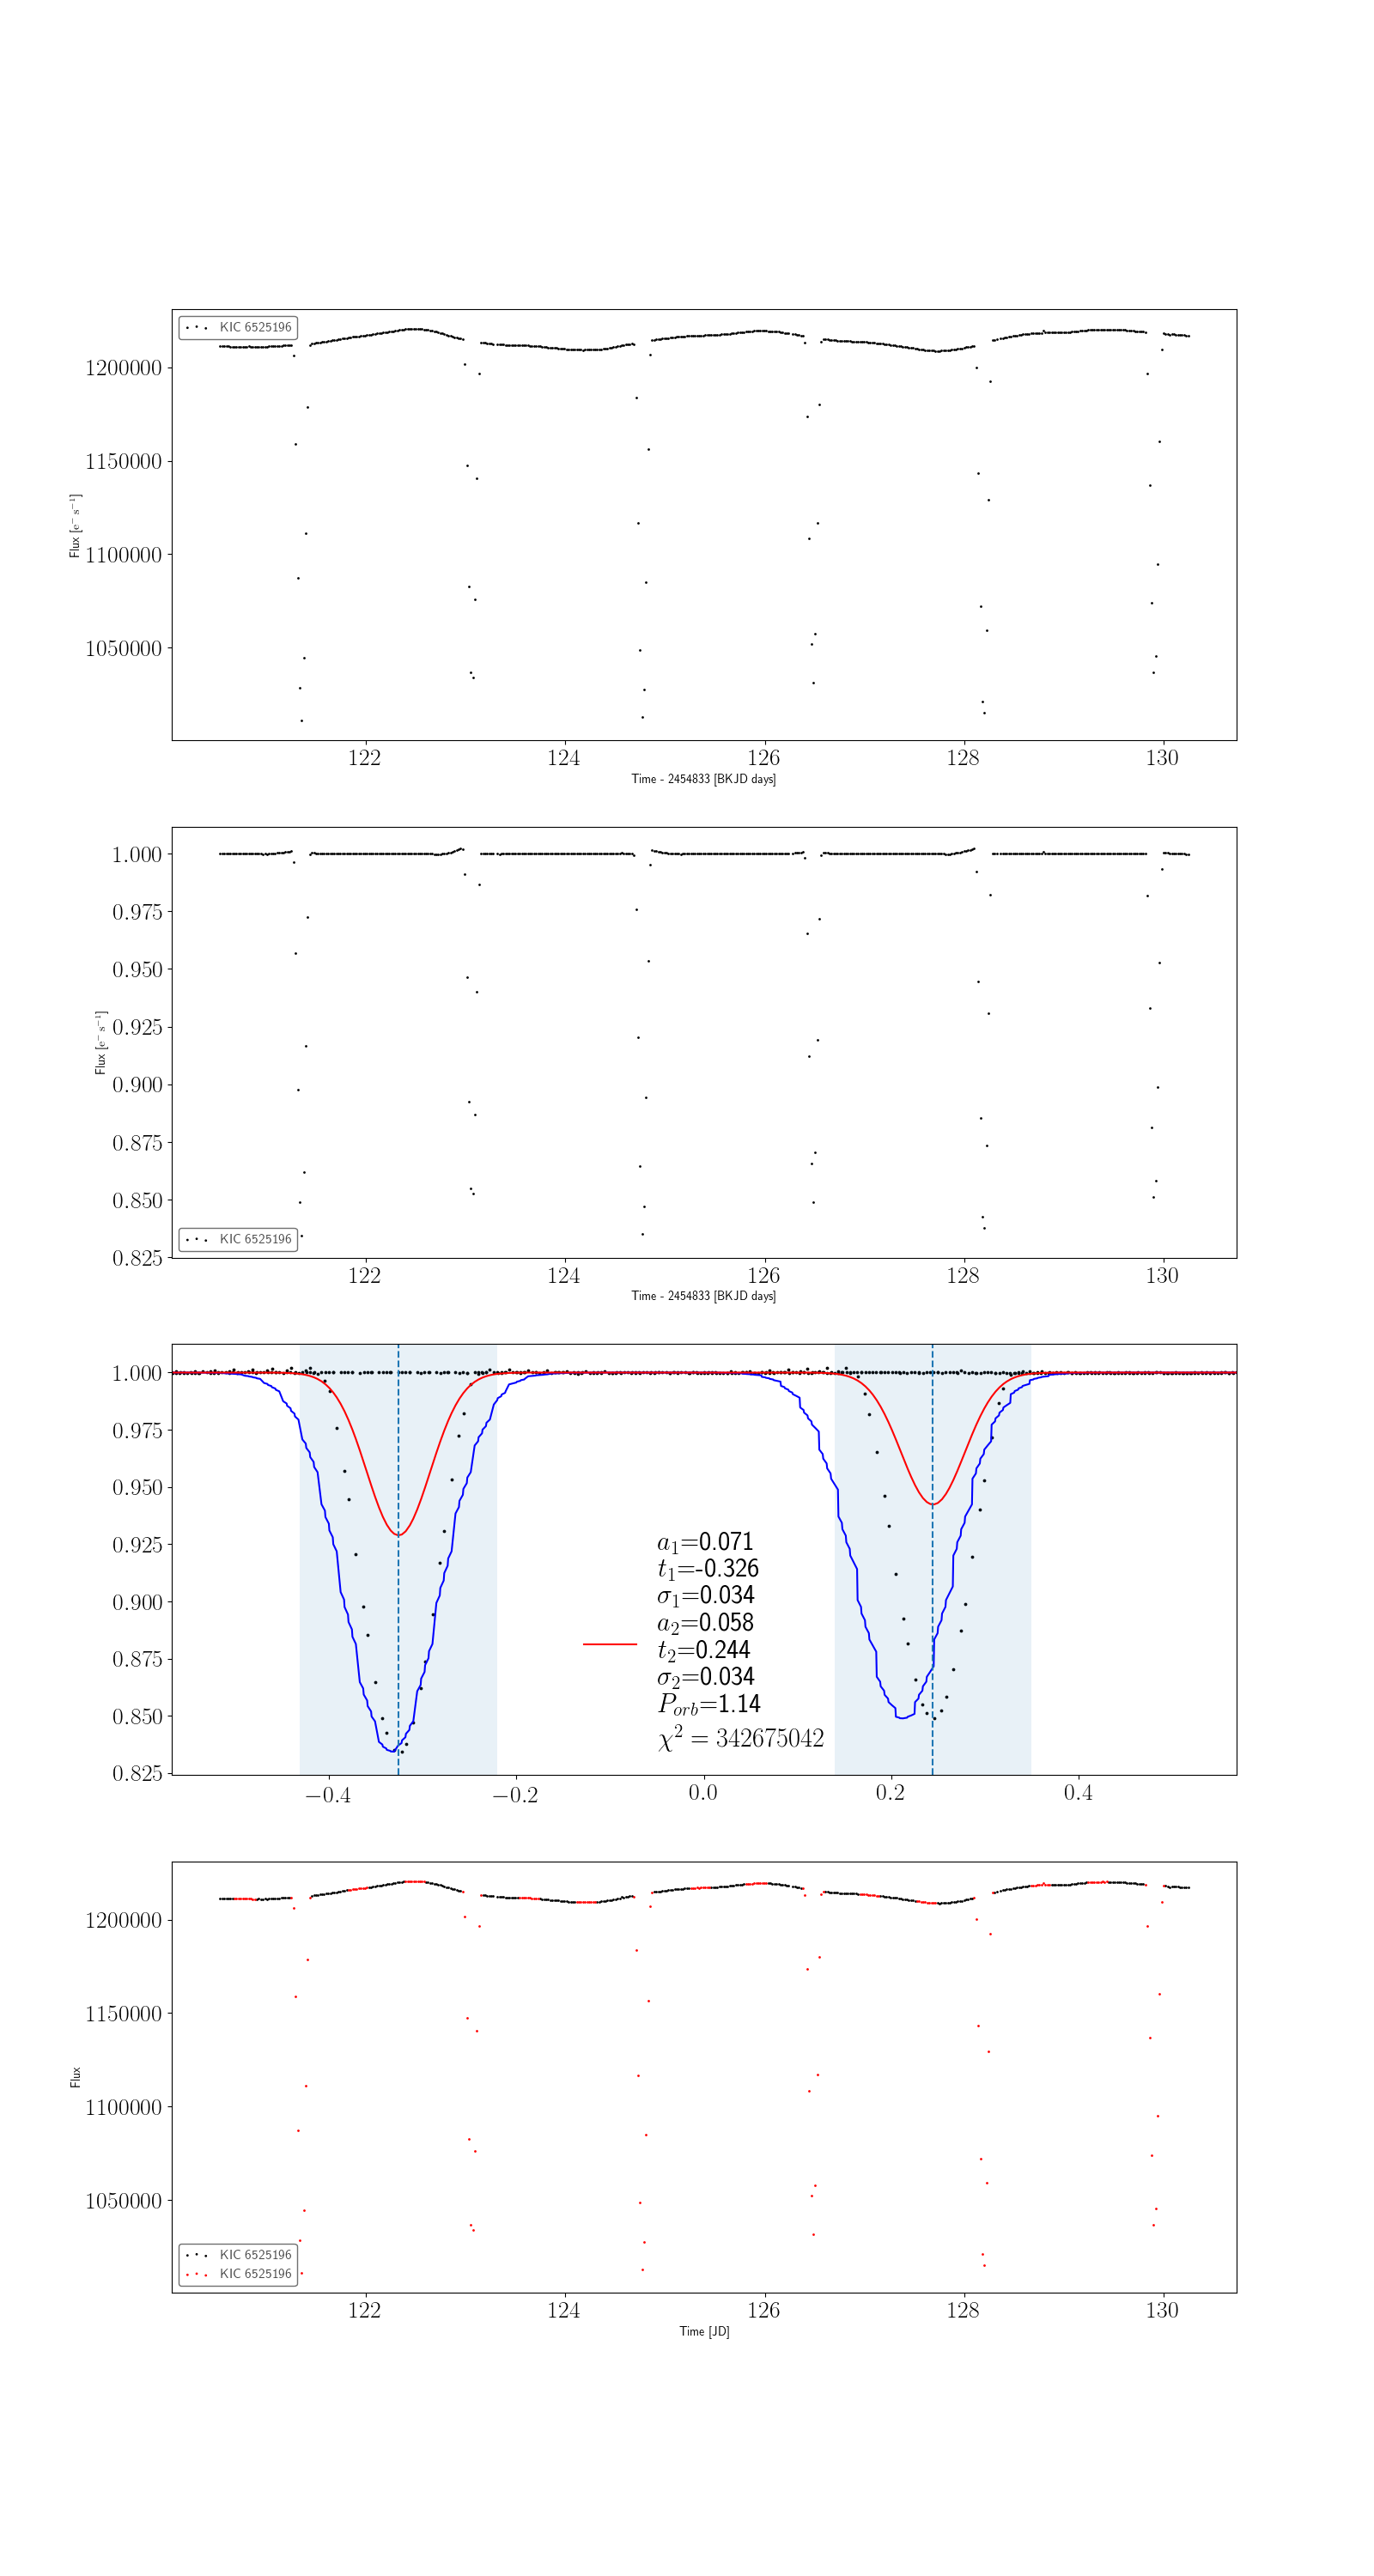 KIC 6525196
1200000
1150000
1100000
1050000
Flux [e⁻ s⁻¹]
122 124 126 128 130
Time - 2454833 [BKJD days]
1.000
0.975
0.950
0.925
0.900
0.875
0.850
0.825
Flux [e⁻ s⁻¹]
KIC 6525196
122 124 126 128 130
Time - 2454833 [BKJD days]
1.000
0.975
0.950
0.925
0.900
0.875
0.850
0.825
a₁=0.071
t₁=-0.326
σ₁=0.034
a₂=0.058
t₂=0.244
σ₂=0.034
P_orb=1.14
χ² = 342675042
−0.4 −0.2 0.0 0.2 0.4
1200000
1150000
1100000
1050000
Flux
KIC 6525196
KIC 6525196
122 124 126 128 130
Time [JD]